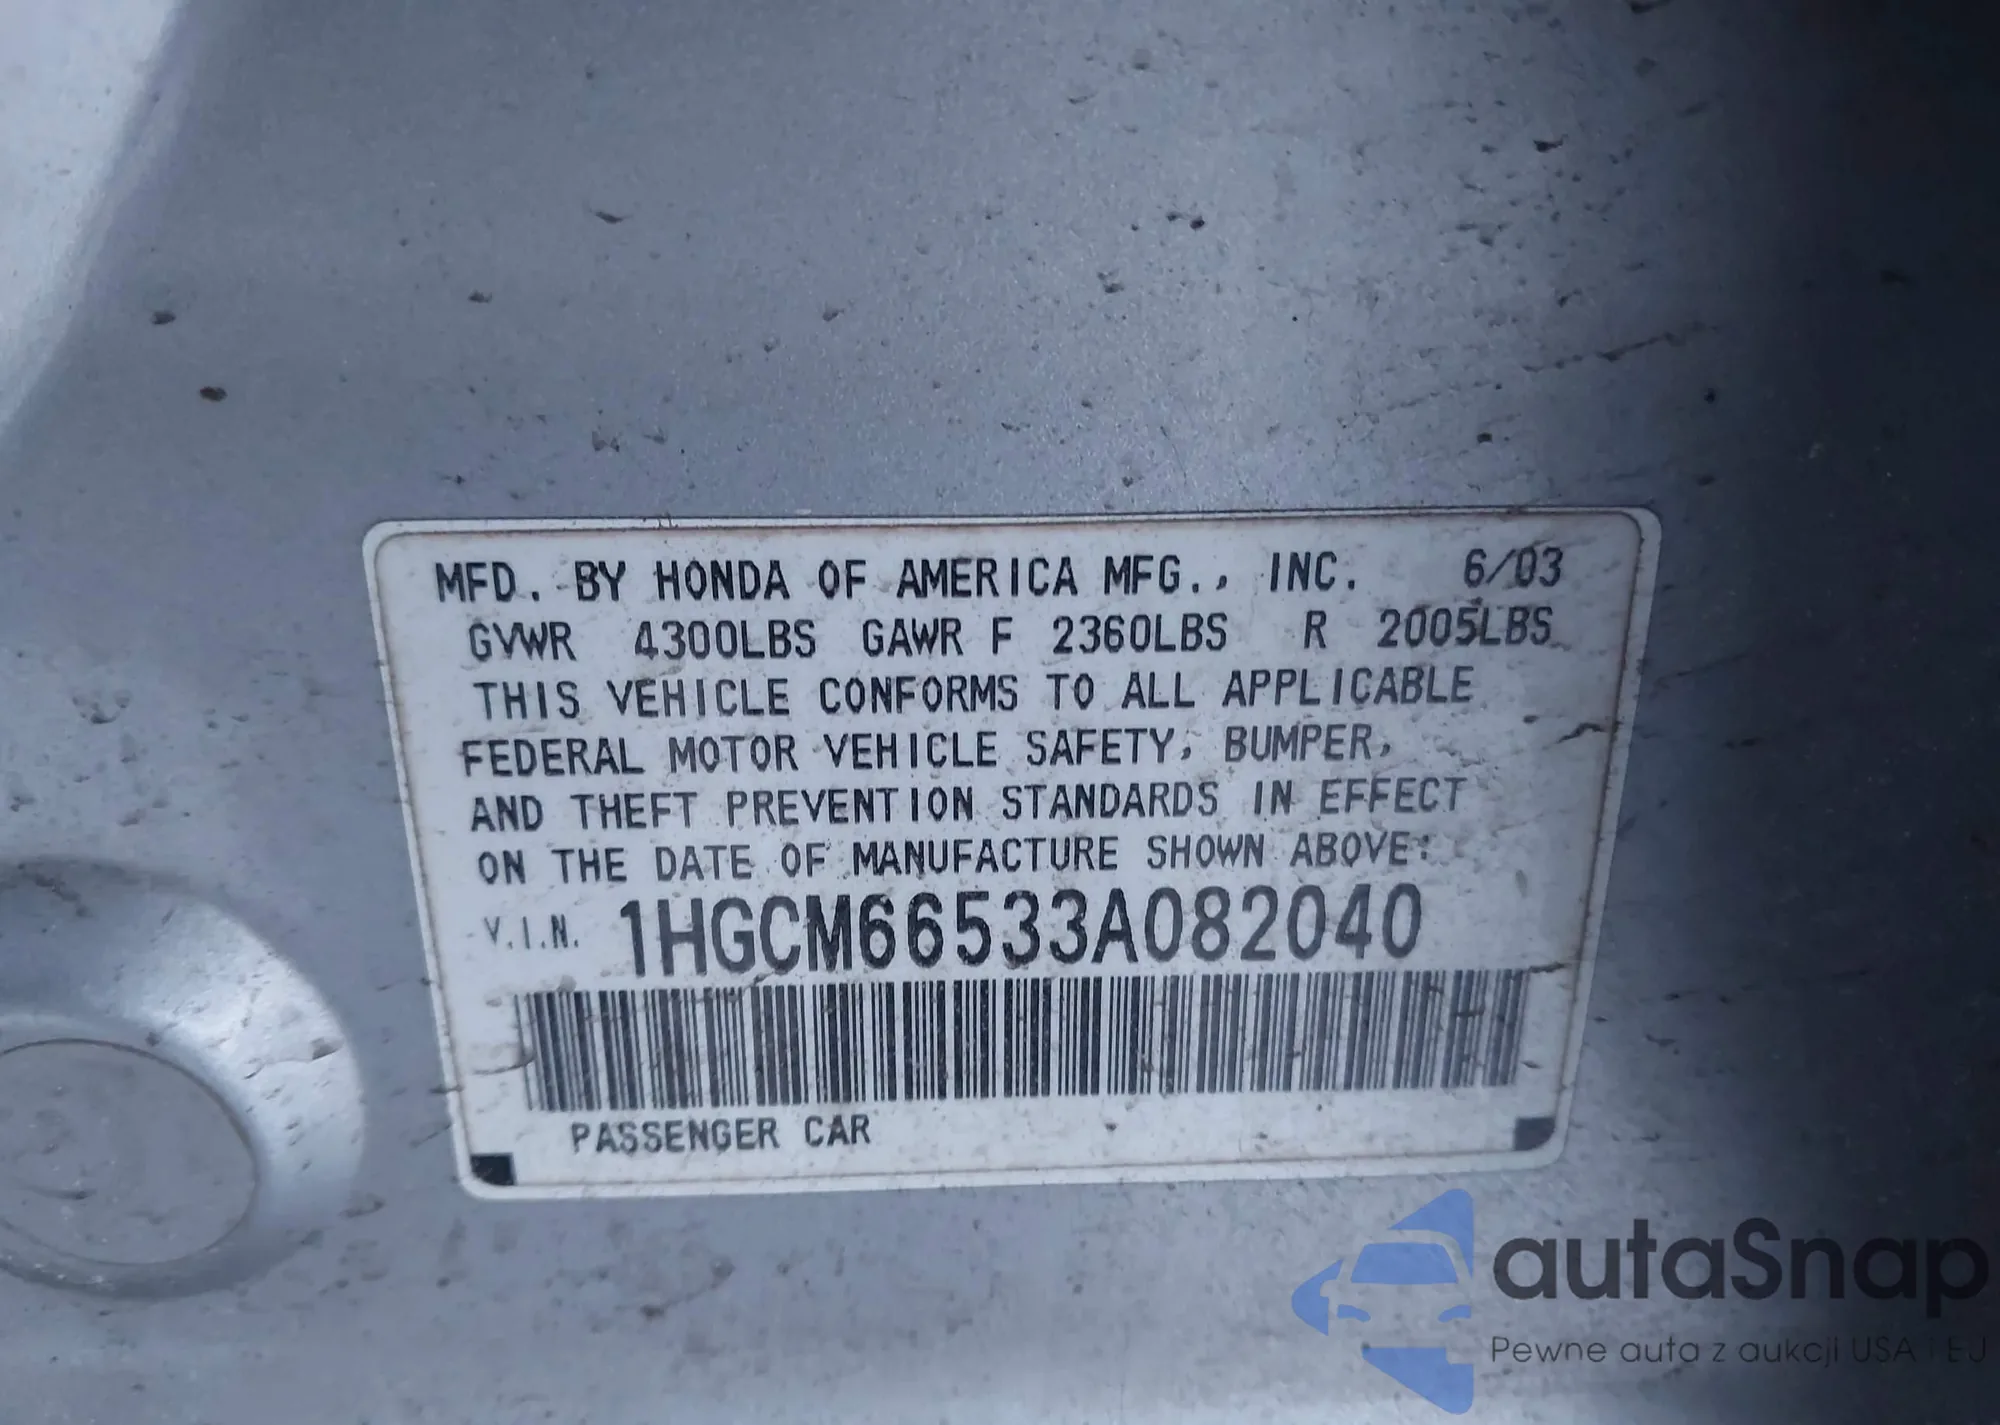 MFD. BY HONDA OF AMERICA MFG., INC. 6/03
GVWR 4300LBS GAWR F 2360LBS R 2005LBS
THIS VEHICLE CONFORMS TO ALL APPLICABLE
FEDERAL MOTOR VEHICLE SAFETY, BUMPER,
AND THEFT PREVENTION STANDARDS IN EFFECT
ON THE DATE OF MANUFACTURE SHOWN ABOVE:
V.I.N. 1HGCM66533A082040
PASSENGER CAR
autaSnap
Pewne auta z aukcji USA i EU